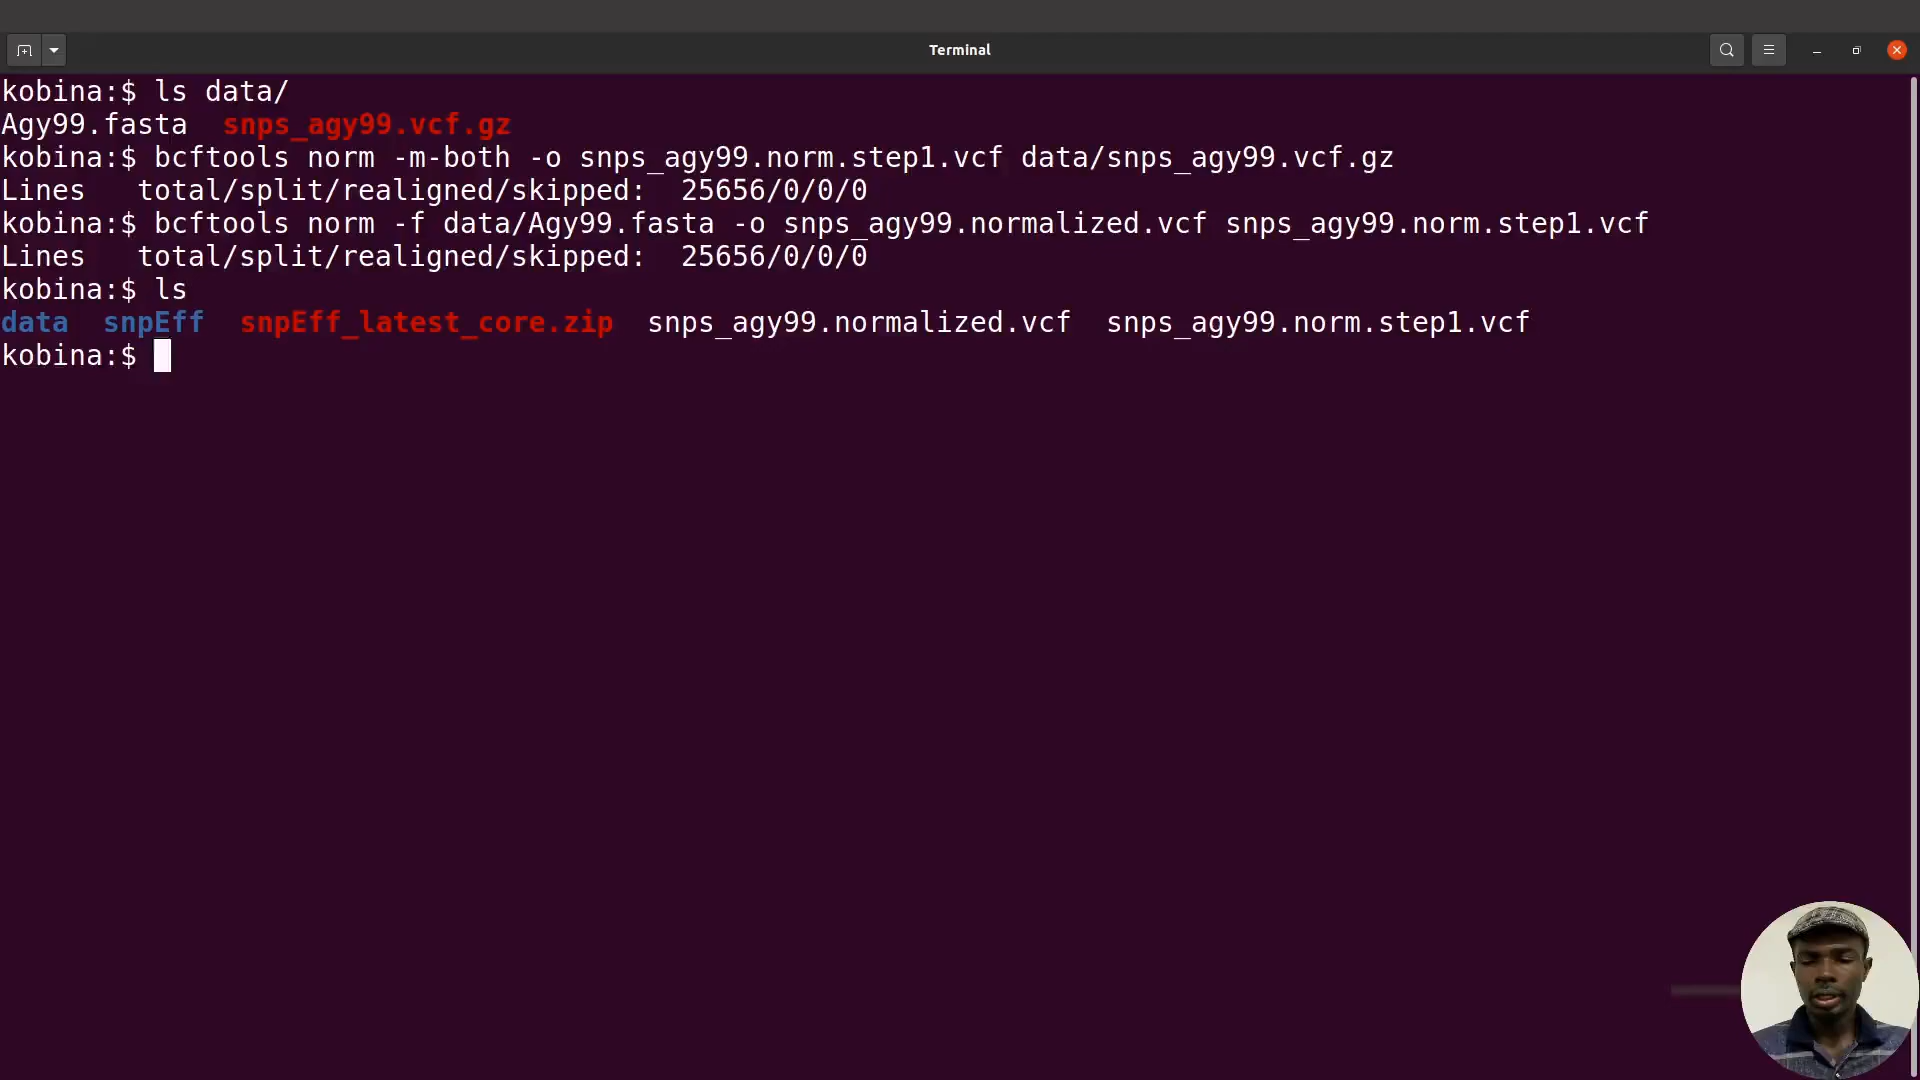 Terminal
kobina:$ ls data/
Agy99.fasta  snps_agy99.vcf.gz
kobina:$ bcftools norm -m-both -o snps_agy99.norm.step1.vcf data/snps_agy99.vcf.gz
Lines   total/split/realigned/skipped:  25656/0/0/0
kobina:$ bcftools norm -f data/Agy99.fasta -o snps_agy99.normalized.vcf snps_agy99.norm.step1.vcf
Lines   total/split/realigned/skipped:  25656/0/0/0
kobina:$ ls
data  snpEff  snpEff_latest_core.zip  snps_agy99.normalized.vcf  snps_agy99.norm.step1.vcf
kobina:$